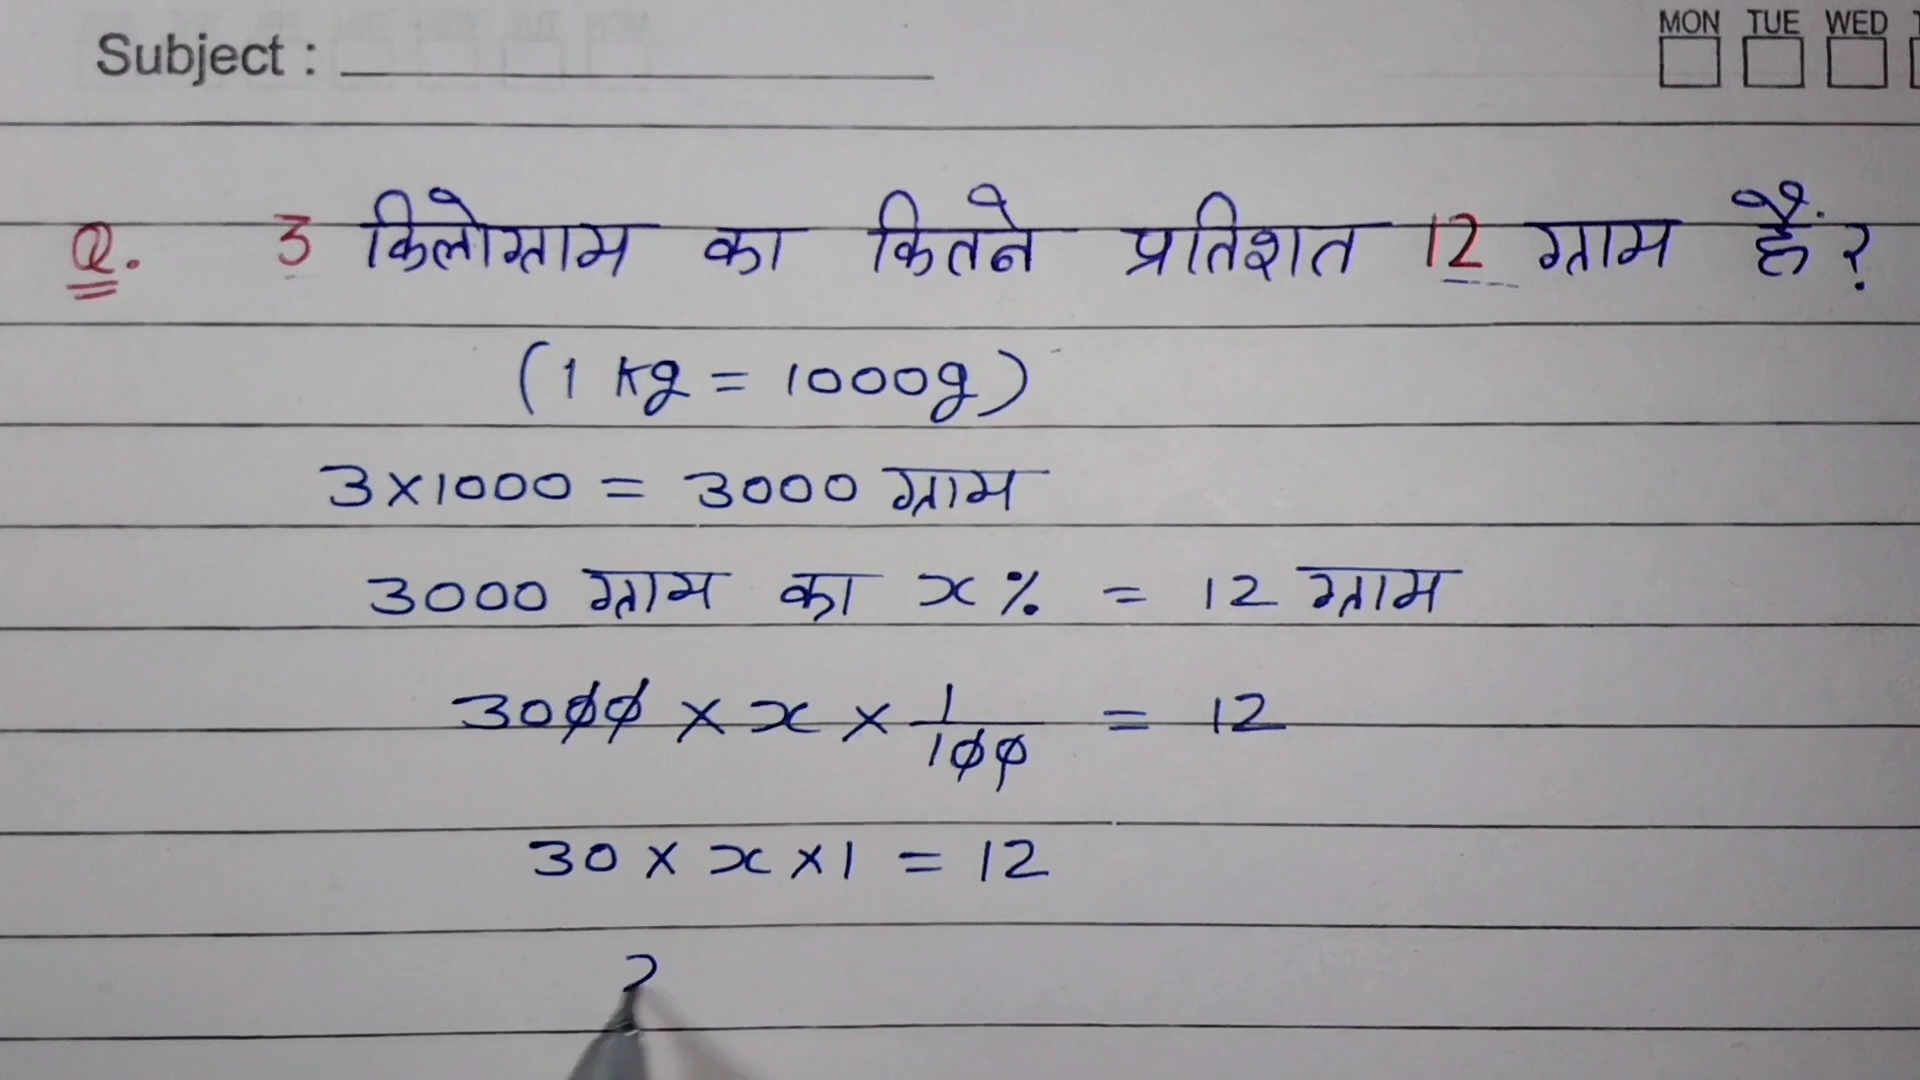 Subject :
MON TUE WED
Q. 3 किलोग्राम का कितने प्रतिशत 12 ग्राम हैं?
(1 kg = 1000g)
3×1000 = 3000 ग्राम
3000 ग्राम का x% = 12 ग्राम
3000 × x × 1/100 = 12
30 × x × 1 = 12